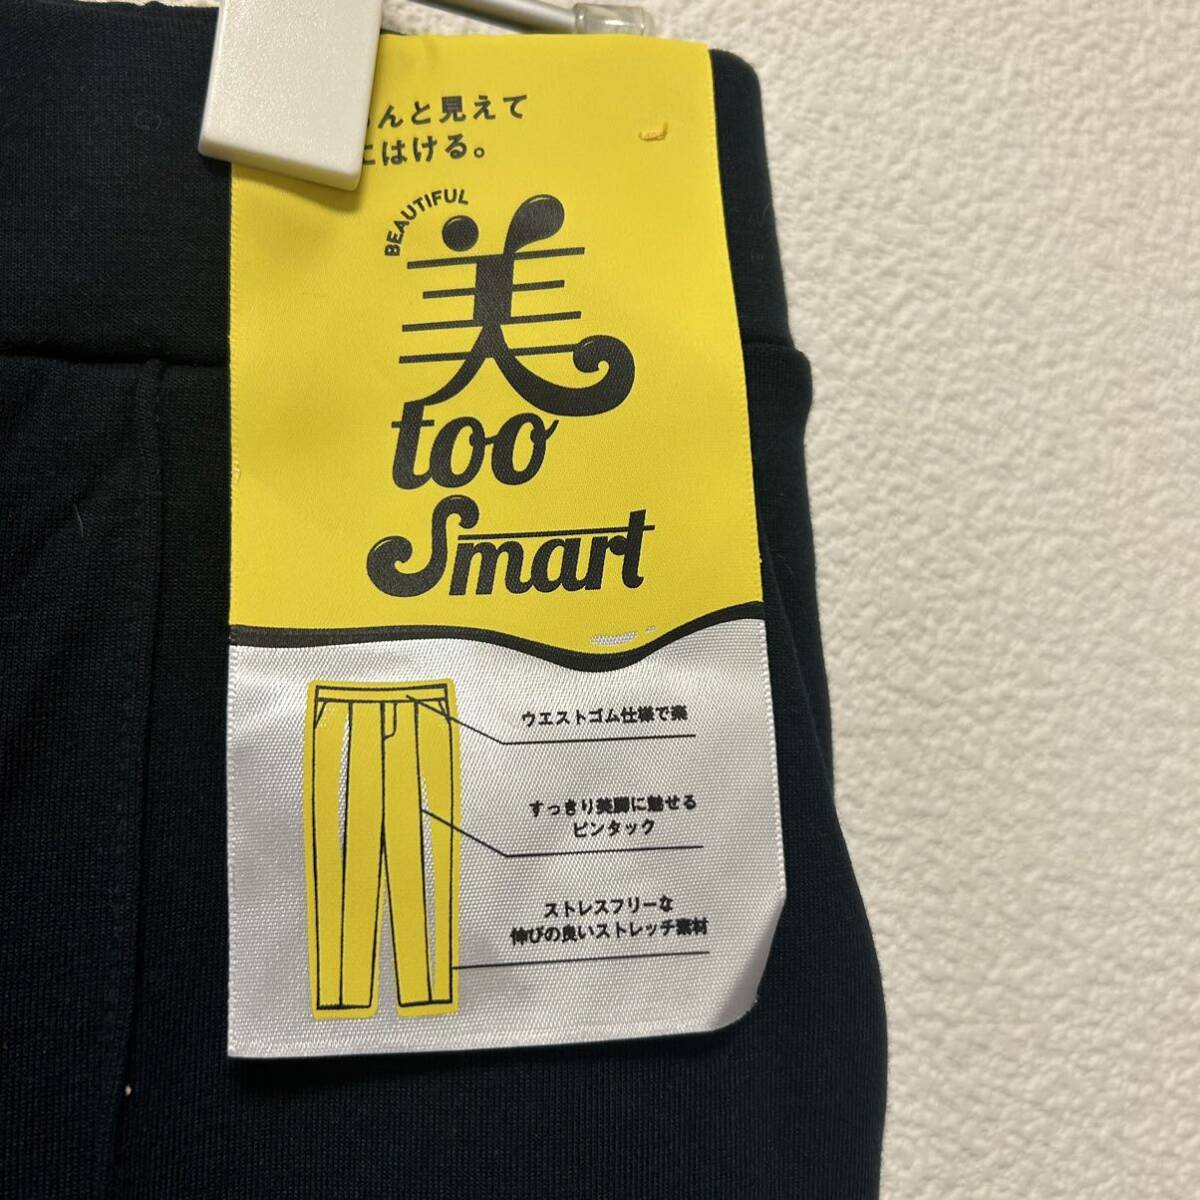 んと見えて
にはける。
BEAUTIFUL
美
too
Smart
ウエストゴム仕様で楽
すっきり美脚に魅せる
ピンタック
ストレスフリーな
伸びの良いストレッチ素材